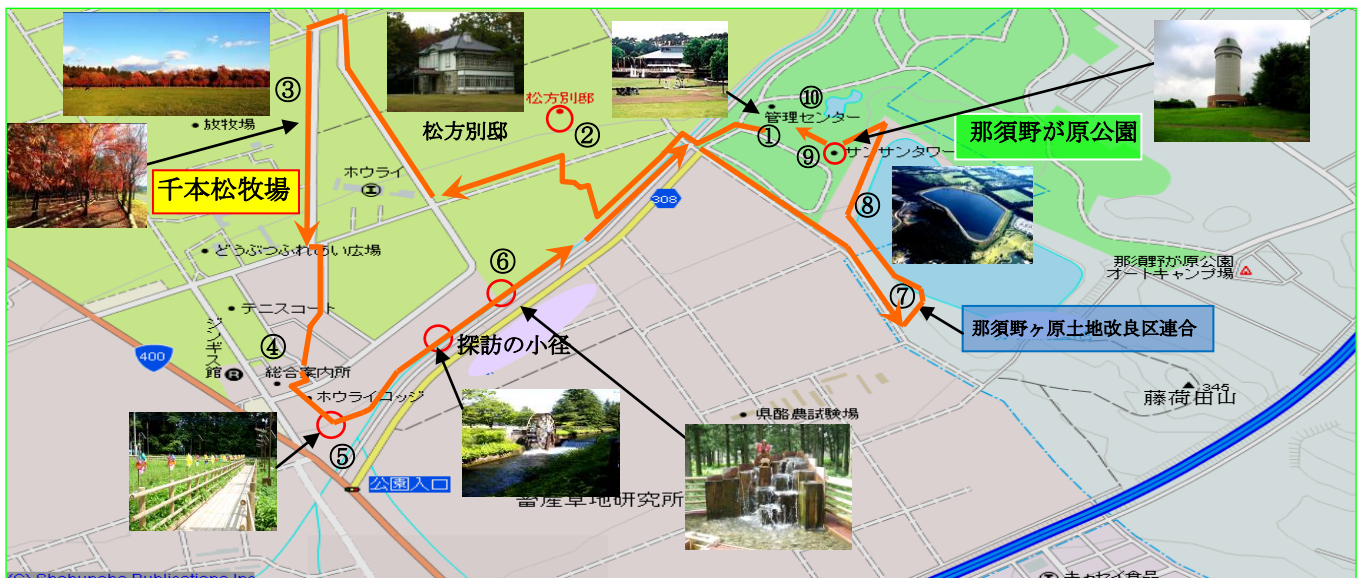 ③
放牧場
千本松牧場
松方別邸
松方別邸
②
ホウライ
どうぶつふれあい広場
テニスコート
ジンギス館
④
総合案内所
ホウライコッジ
400
⑤
公園入口
⑥
探訪の小径
308
⑩
管理センター
①
⑨
サンサンタワー
那須野が原公園
⑧
⑦
那須野ヶ原土地改良区連合
那須野が原公園
オートキャンプ場
345
藤荷田山
県酪農試験場
畜産草地研究所